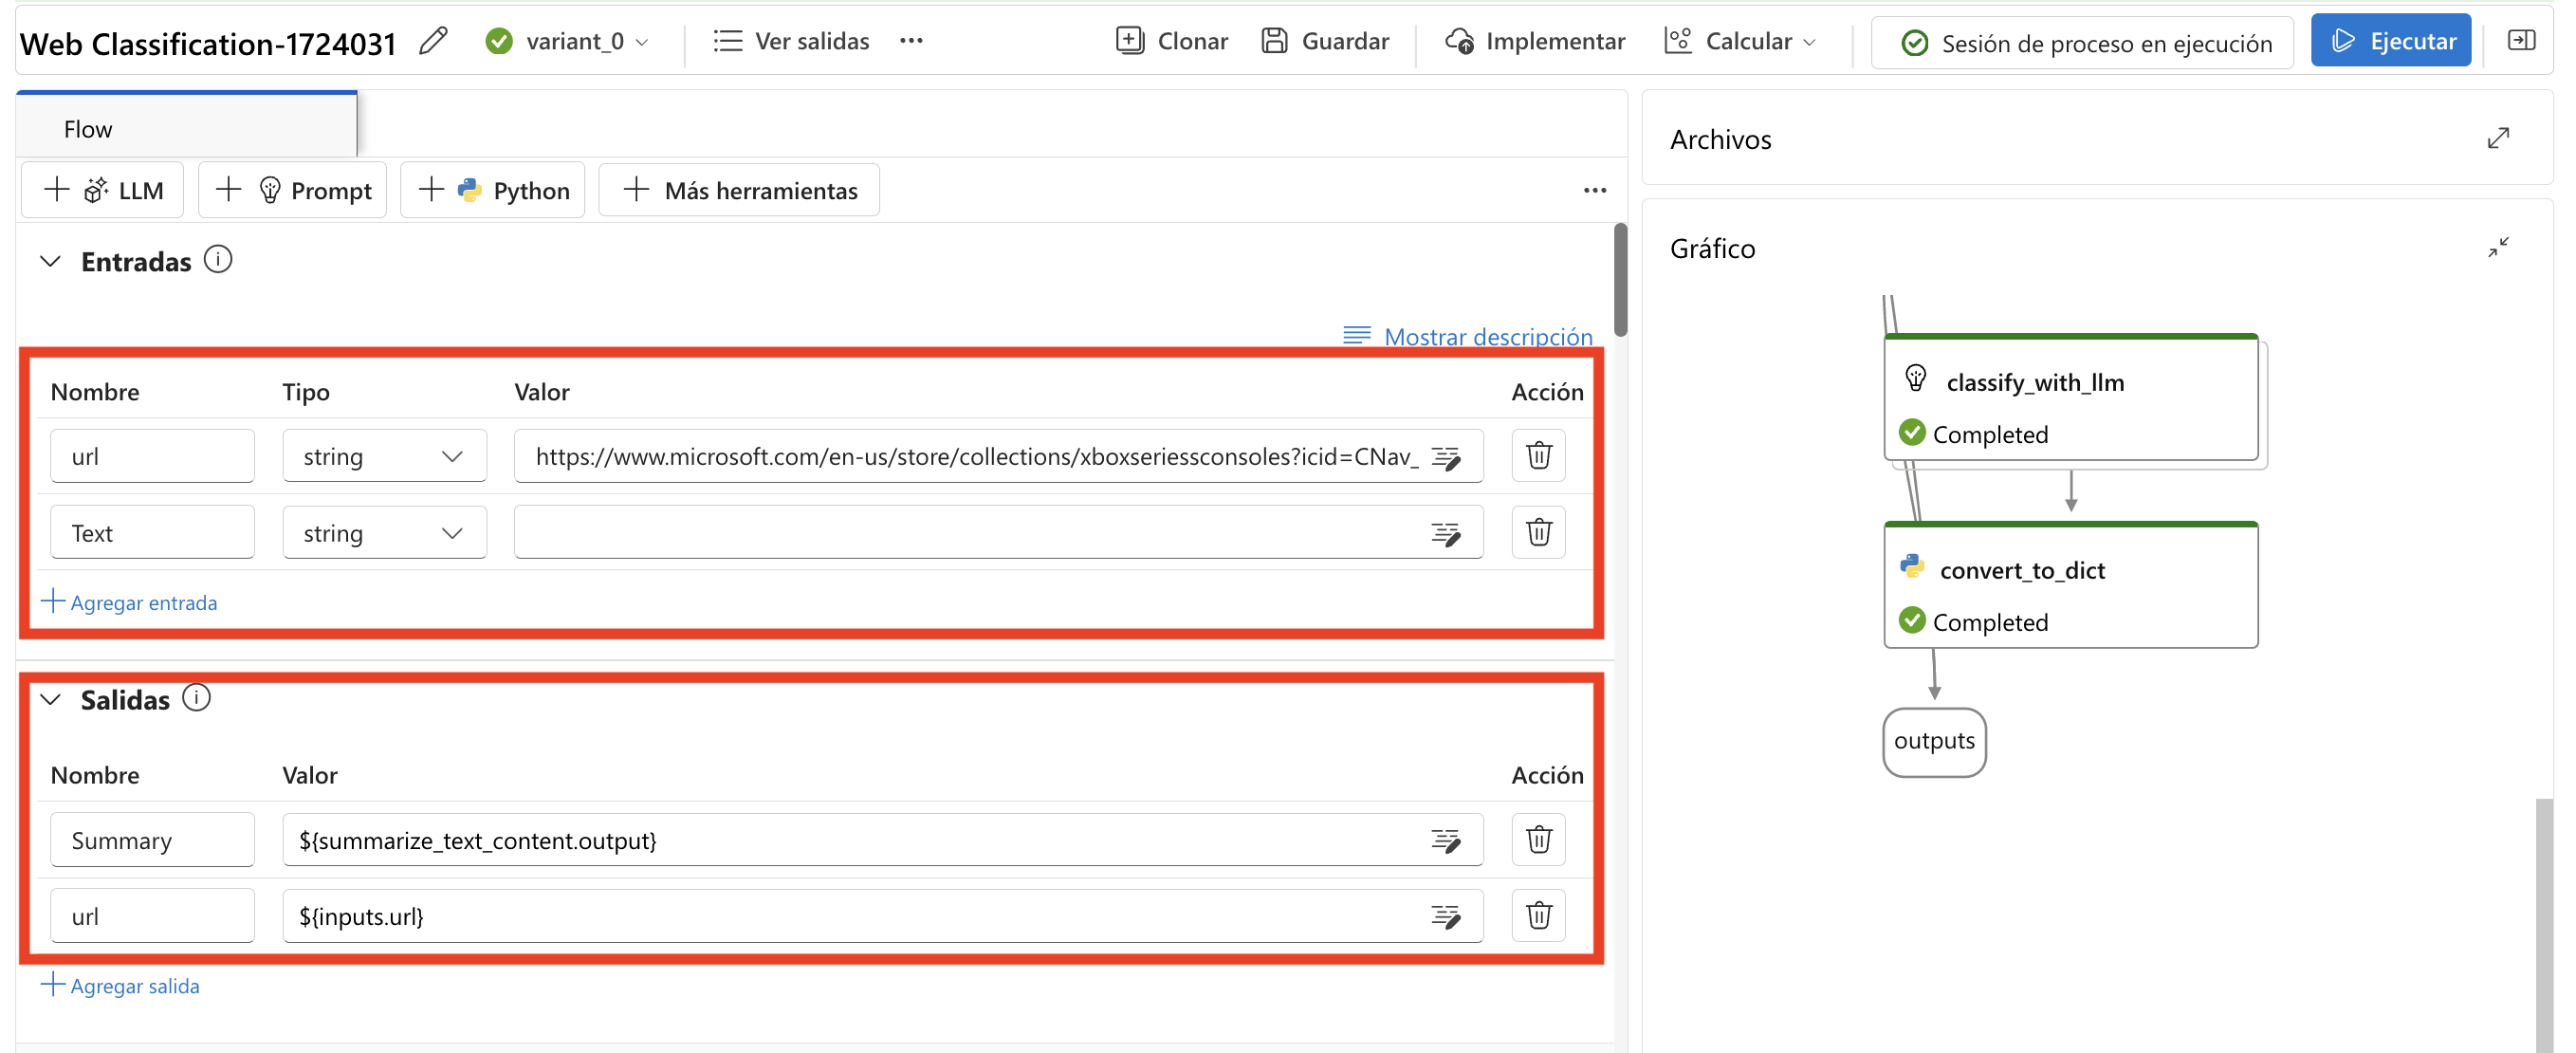 Web Classification-1724031 variant_0 Ver salidas ... Clonar Guardar Implementar Calcular Sesión de proceso en ejecución Ejecutar
Flow
LLM Prompt Python Más herramientas ...
Entradas
Mostrar descripción
Nombre Tipo Valor Acción
url string https://www.microsoft.com/en-us/store/collections/xboxseriessconsoles?icid=CNav_
Text string
Agregar entrada
Salidas
Nombre Valor Acción
Summary ${summarize_text_content.output}
url ${inputs.url}
Agregar salida
Archivos
Gráfico
classify_with_llm
Completed
convert_to_dict
Completed
outputs